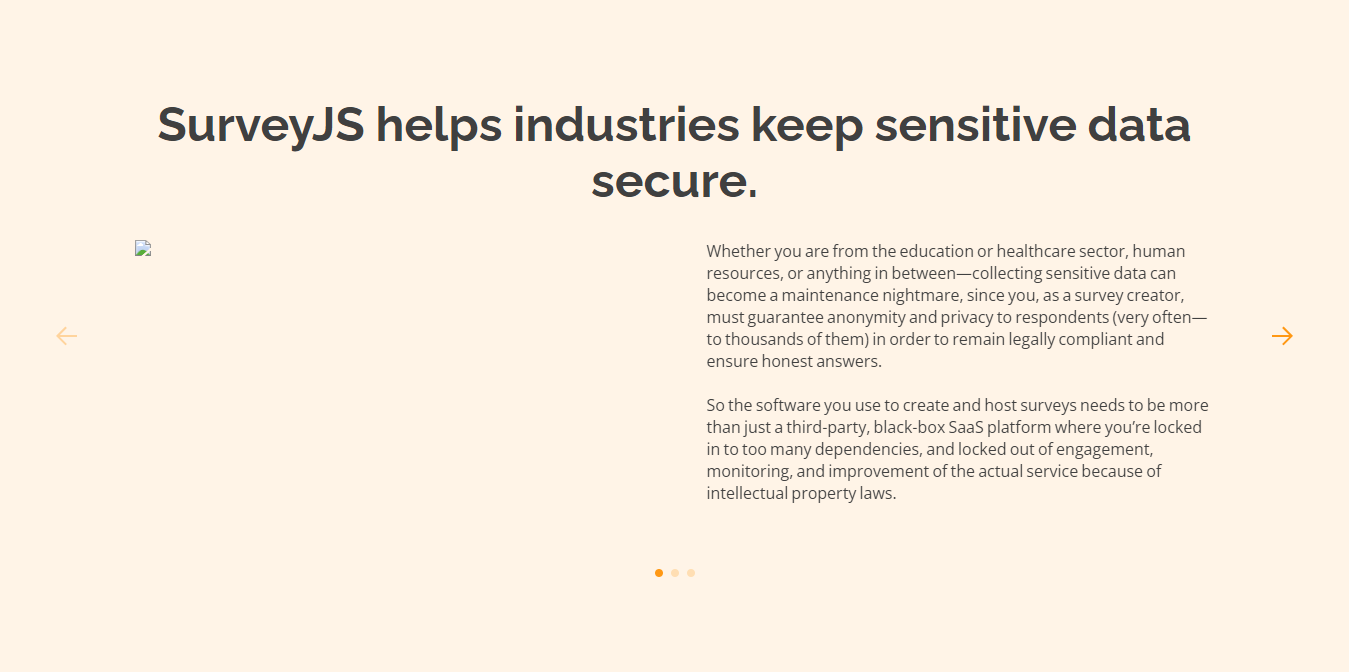 SurveyJS helps industries keep sensitive data
secure.
Whether you are from the education or healthcare sector, human
resources, or anything in between—collecting sensitive data can
become a maintenance nightmare, since you, as a survey creator,
must guarantee anonymity and privacy to respondents (very often—
to thousands of them) in order to remain legally compliant and
ensure honest answers.
So the software you use to create and host surveys needs to be more
than just a third-party, black-box SaaS platform where you’re locked
in to too many dependencies, and locked out of engagement,
monitoring, and improvement of the actual service because of
intellectual property laws.